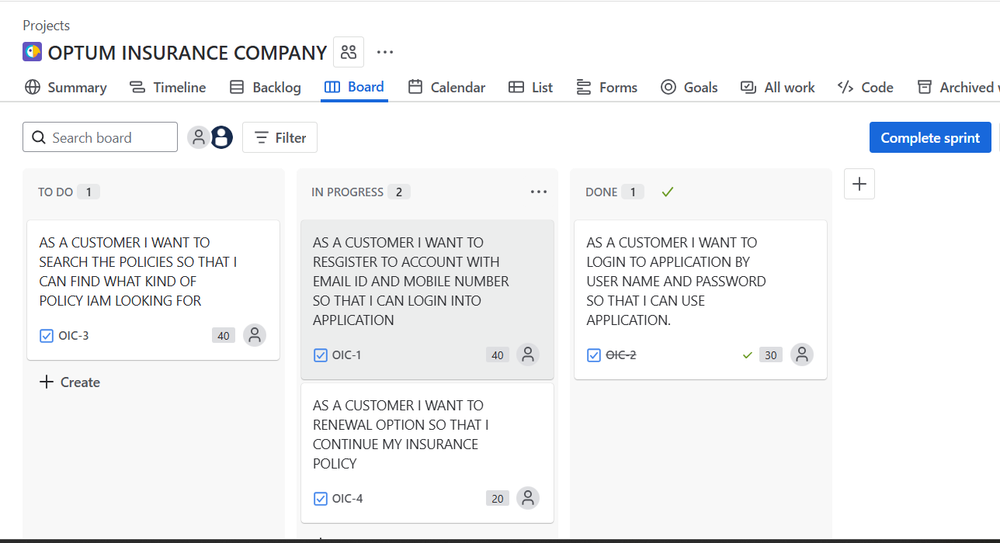 Projects
OPTUM INSURANCE COMPANY
Summary Timeline Backlog Board Calendar List Forms Goals All work Code Archived
Search board Filter Complete sprint
TO DO 1
AS A CUSTOMER I WANT TO
SEARCH THE POLICIES SO THAT I
CAN FIND WHAT KIND OF
POLICY IAM LOOKING FOR
OIC-3 40
Create
IN PROGRESS 2
AS A CUSTOMER I WANT TO
RESGISTER TO ACCOUNT WITH
EMAIL ID AND MOBILE NUMBER
SO THAT I CAN LOGIN INTO
APPLICATION
OIC-1 40
AS A CUSTOMER I WANT TO
RENEWAL OPTION SO THAT I
CONTINUE MY INSURANCE
POLICY
OIC-4 20
DONE 1
AS A CUSTOMER I WANT TO
LOGIN TO APPLICATION BY
USER NAME AND PASSWORD
SO THAT I CAN USE
APPLICATION.
OIC-2 30